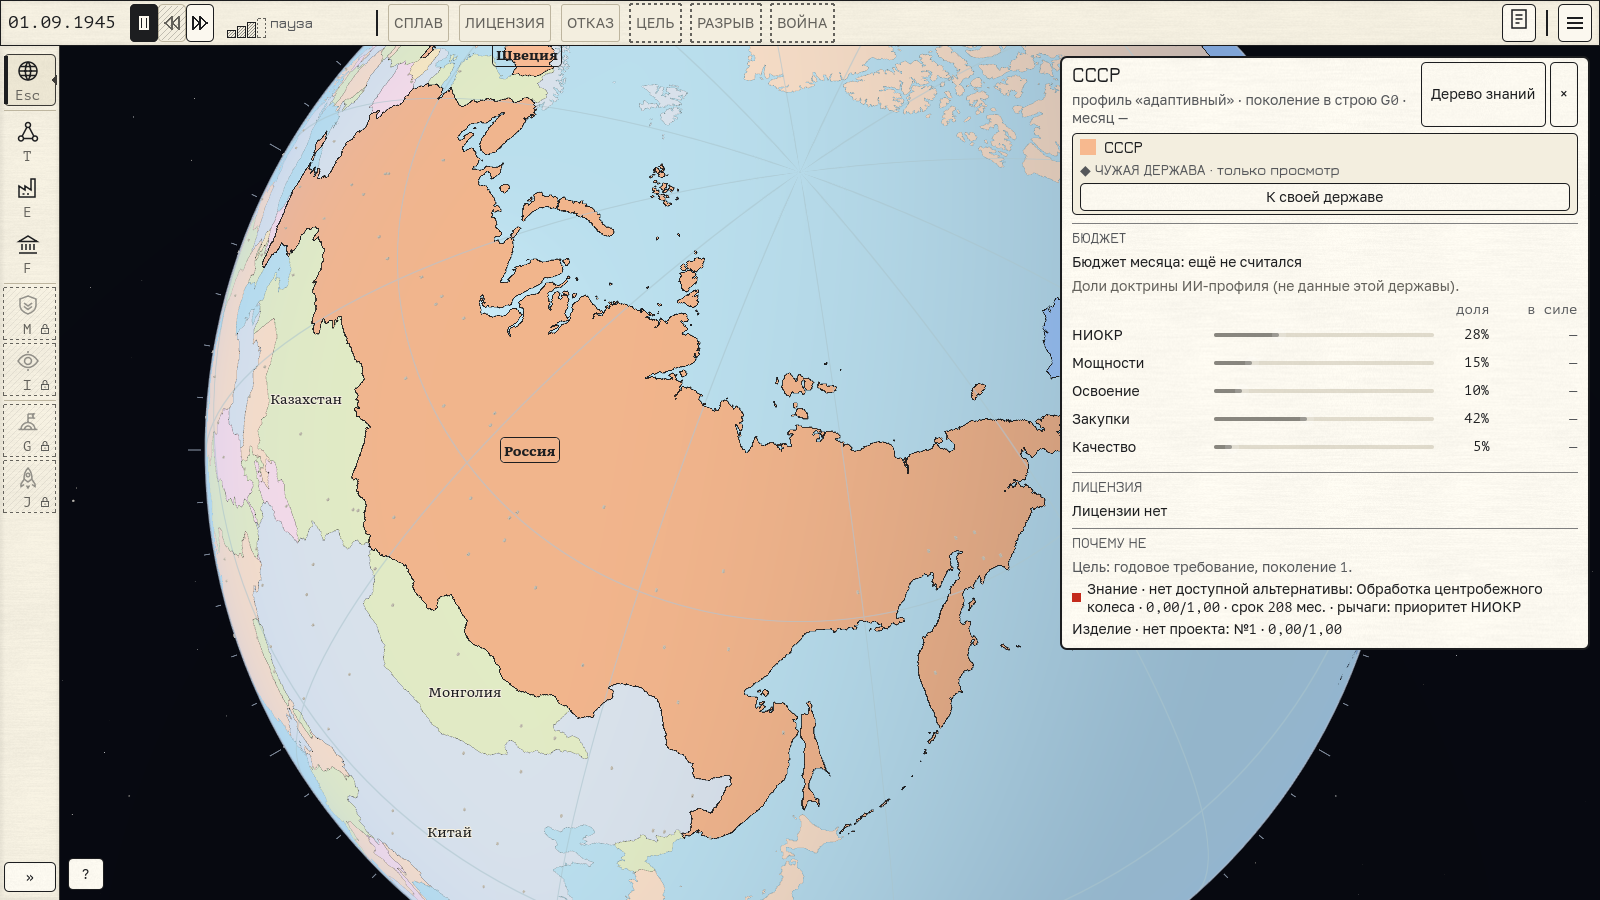 01.09.1945
пауза
СПЛАВ
ЛИЦЕНЗИЯ
ОТКАЗ
ЦЕЛЬ
РАЗРЫВ
ВОЙНА
Esc
T
E
F
M
I
G
J
»
?
Швеция
Казахстан
Россия
Монголия
Китай
СССР
профиль «адаптивный» · поколение в строю G0 ·
месяц —
Дерево знаний
×
СССР
◆ ЧУЖАЯ ДЕРЖАВА · только просмотр
К своей державе
БЮДЖЕТ
Бюджет месяца: ещё не считался
Доли доктрины ИИ-профиля (не данные этой державы).
доля в силе
НИОКР 28% —
Мощности 15% —
Освоение 10% —
Закупки 42% —
Качество 5% —
ЛИЦЕНЗИЯ
Лицензии нет
ПОЧЕМУ НЕ
Цель: годовое требование, поколение 1.
Знание · нет доступной альтернативы: Обработка центробежного
колеса · 0,00/1,00 · срок 208 мес. · рычаги: приоритет НИОКР
Изделие · нет проекта: №1 · 0,00/1,00